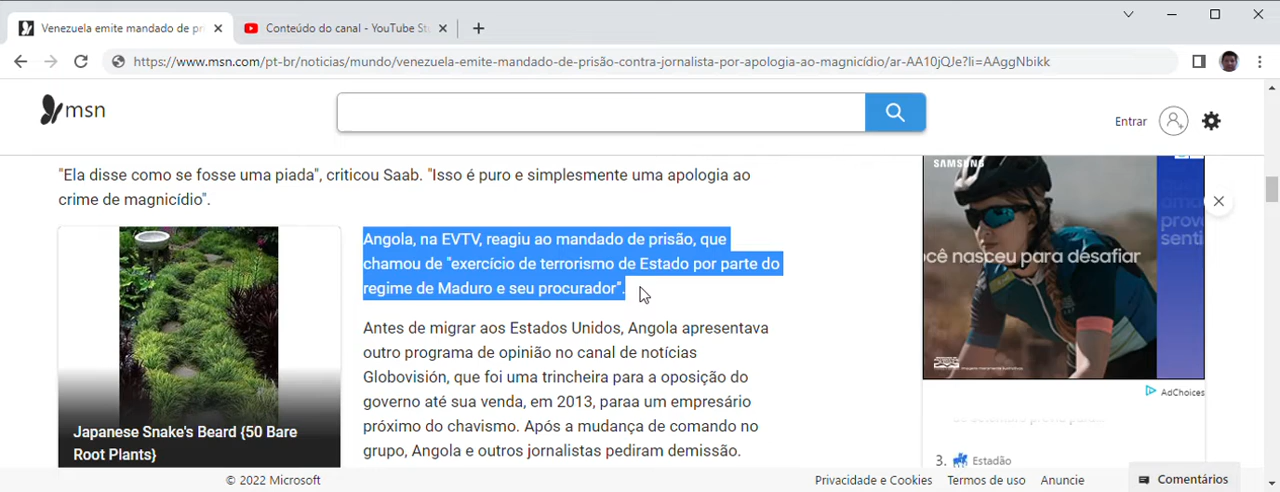 Venezuela emite mandado de pri
Conteúdo do canal - YouTube St
https://www.msn.com/pt-br/noticias/mundo/venezuela-emite-mandado-de-prisão-contra-jornalista-por-apologia-ao-magnicídio/ar-AA10jQJe?li=AAggNbikk
msn
Entrar
"Ela disse como se fosse uma piada", criticou Saab. "Isso é puro e simplesmente uma apologia ao
crime de magnicídio".
Angola, na EVTV, reagiu ao mandado de prisão, que
chamou de "exercício de terrorismo de Estado por parte do
regime de Maduro e seu procurador".
Antes de migrar aos Estados Unidos, Angola apresentava
outro programa de opinião no canal de notícias
Globovisión, que foi uma trincheira para a oposição do
governo até sua venda, em 2013, paraa um empresário
próximo do chavismo. Após a mudança de comando no
grupo, Angola e outros jornalistas pediram demissão.
Japanese Snake's Beard {50 Bare
Root Plants}
SAMSUNG
ocê nasceu para desafiar
AdChoices
3. Estadão
© 2022 Microsoft
Privacidade e Cookies
Termos de uso
Anuncie
Comentários